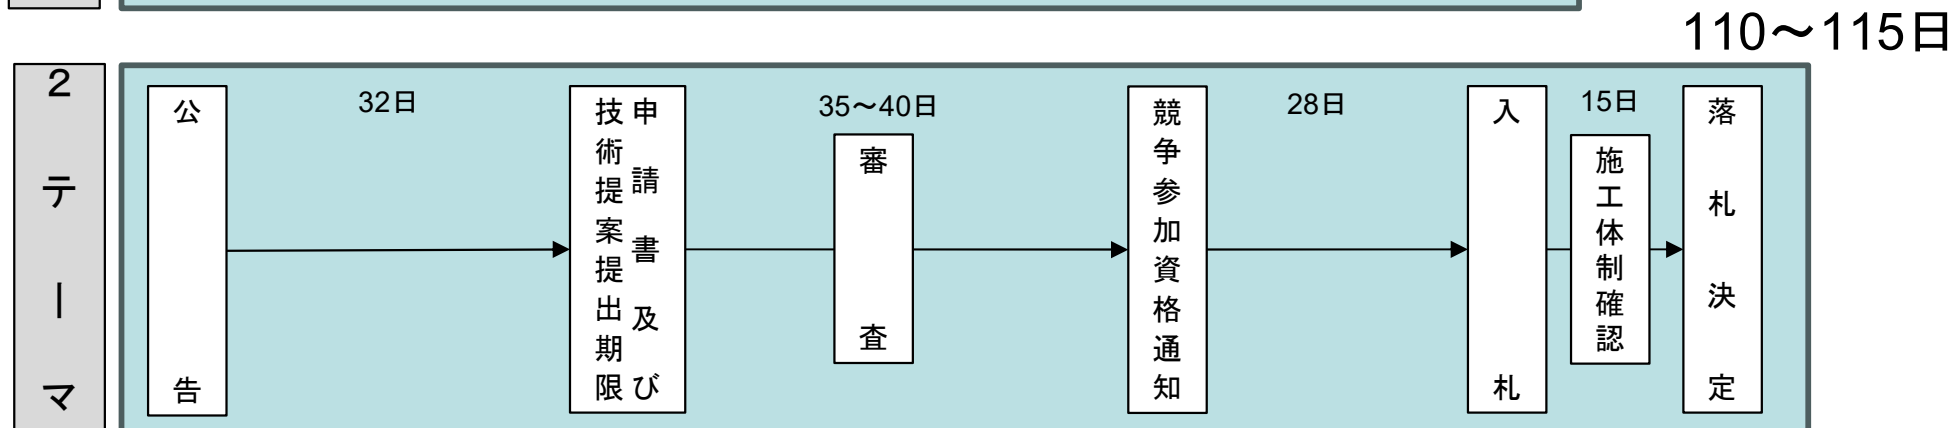 110～115日
2テーマ
公告
32日
申請書及び
技術提案提出期限
35～40日
審査
競争参加資格通知
28日
入札
15日
施工体制確認
落札決定